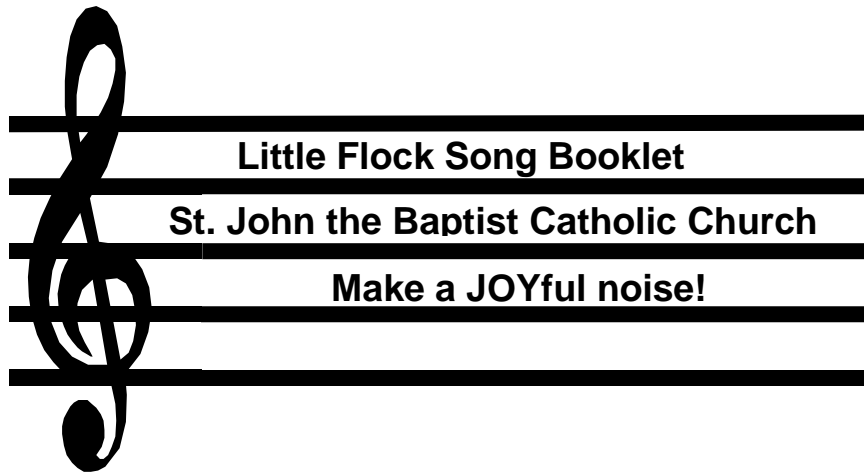 Little Flock Song Booklet
St. John the Baptist Catholic Church
Make a JOYful noise!